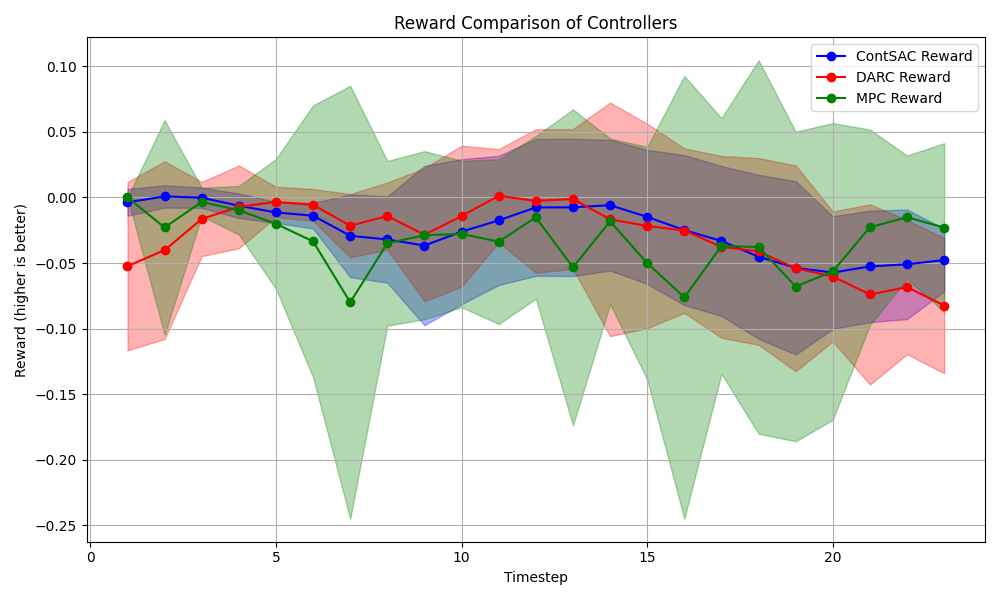 Reward Comparison of Controllers
ContSAC Reward
DARC Reward
MPC Reward
Reward (higher is better)
0.10
0.05
0.00
−0.05
−0.10
−0.15
−0.20
−0.25
0
5
10
15
20
Timestep